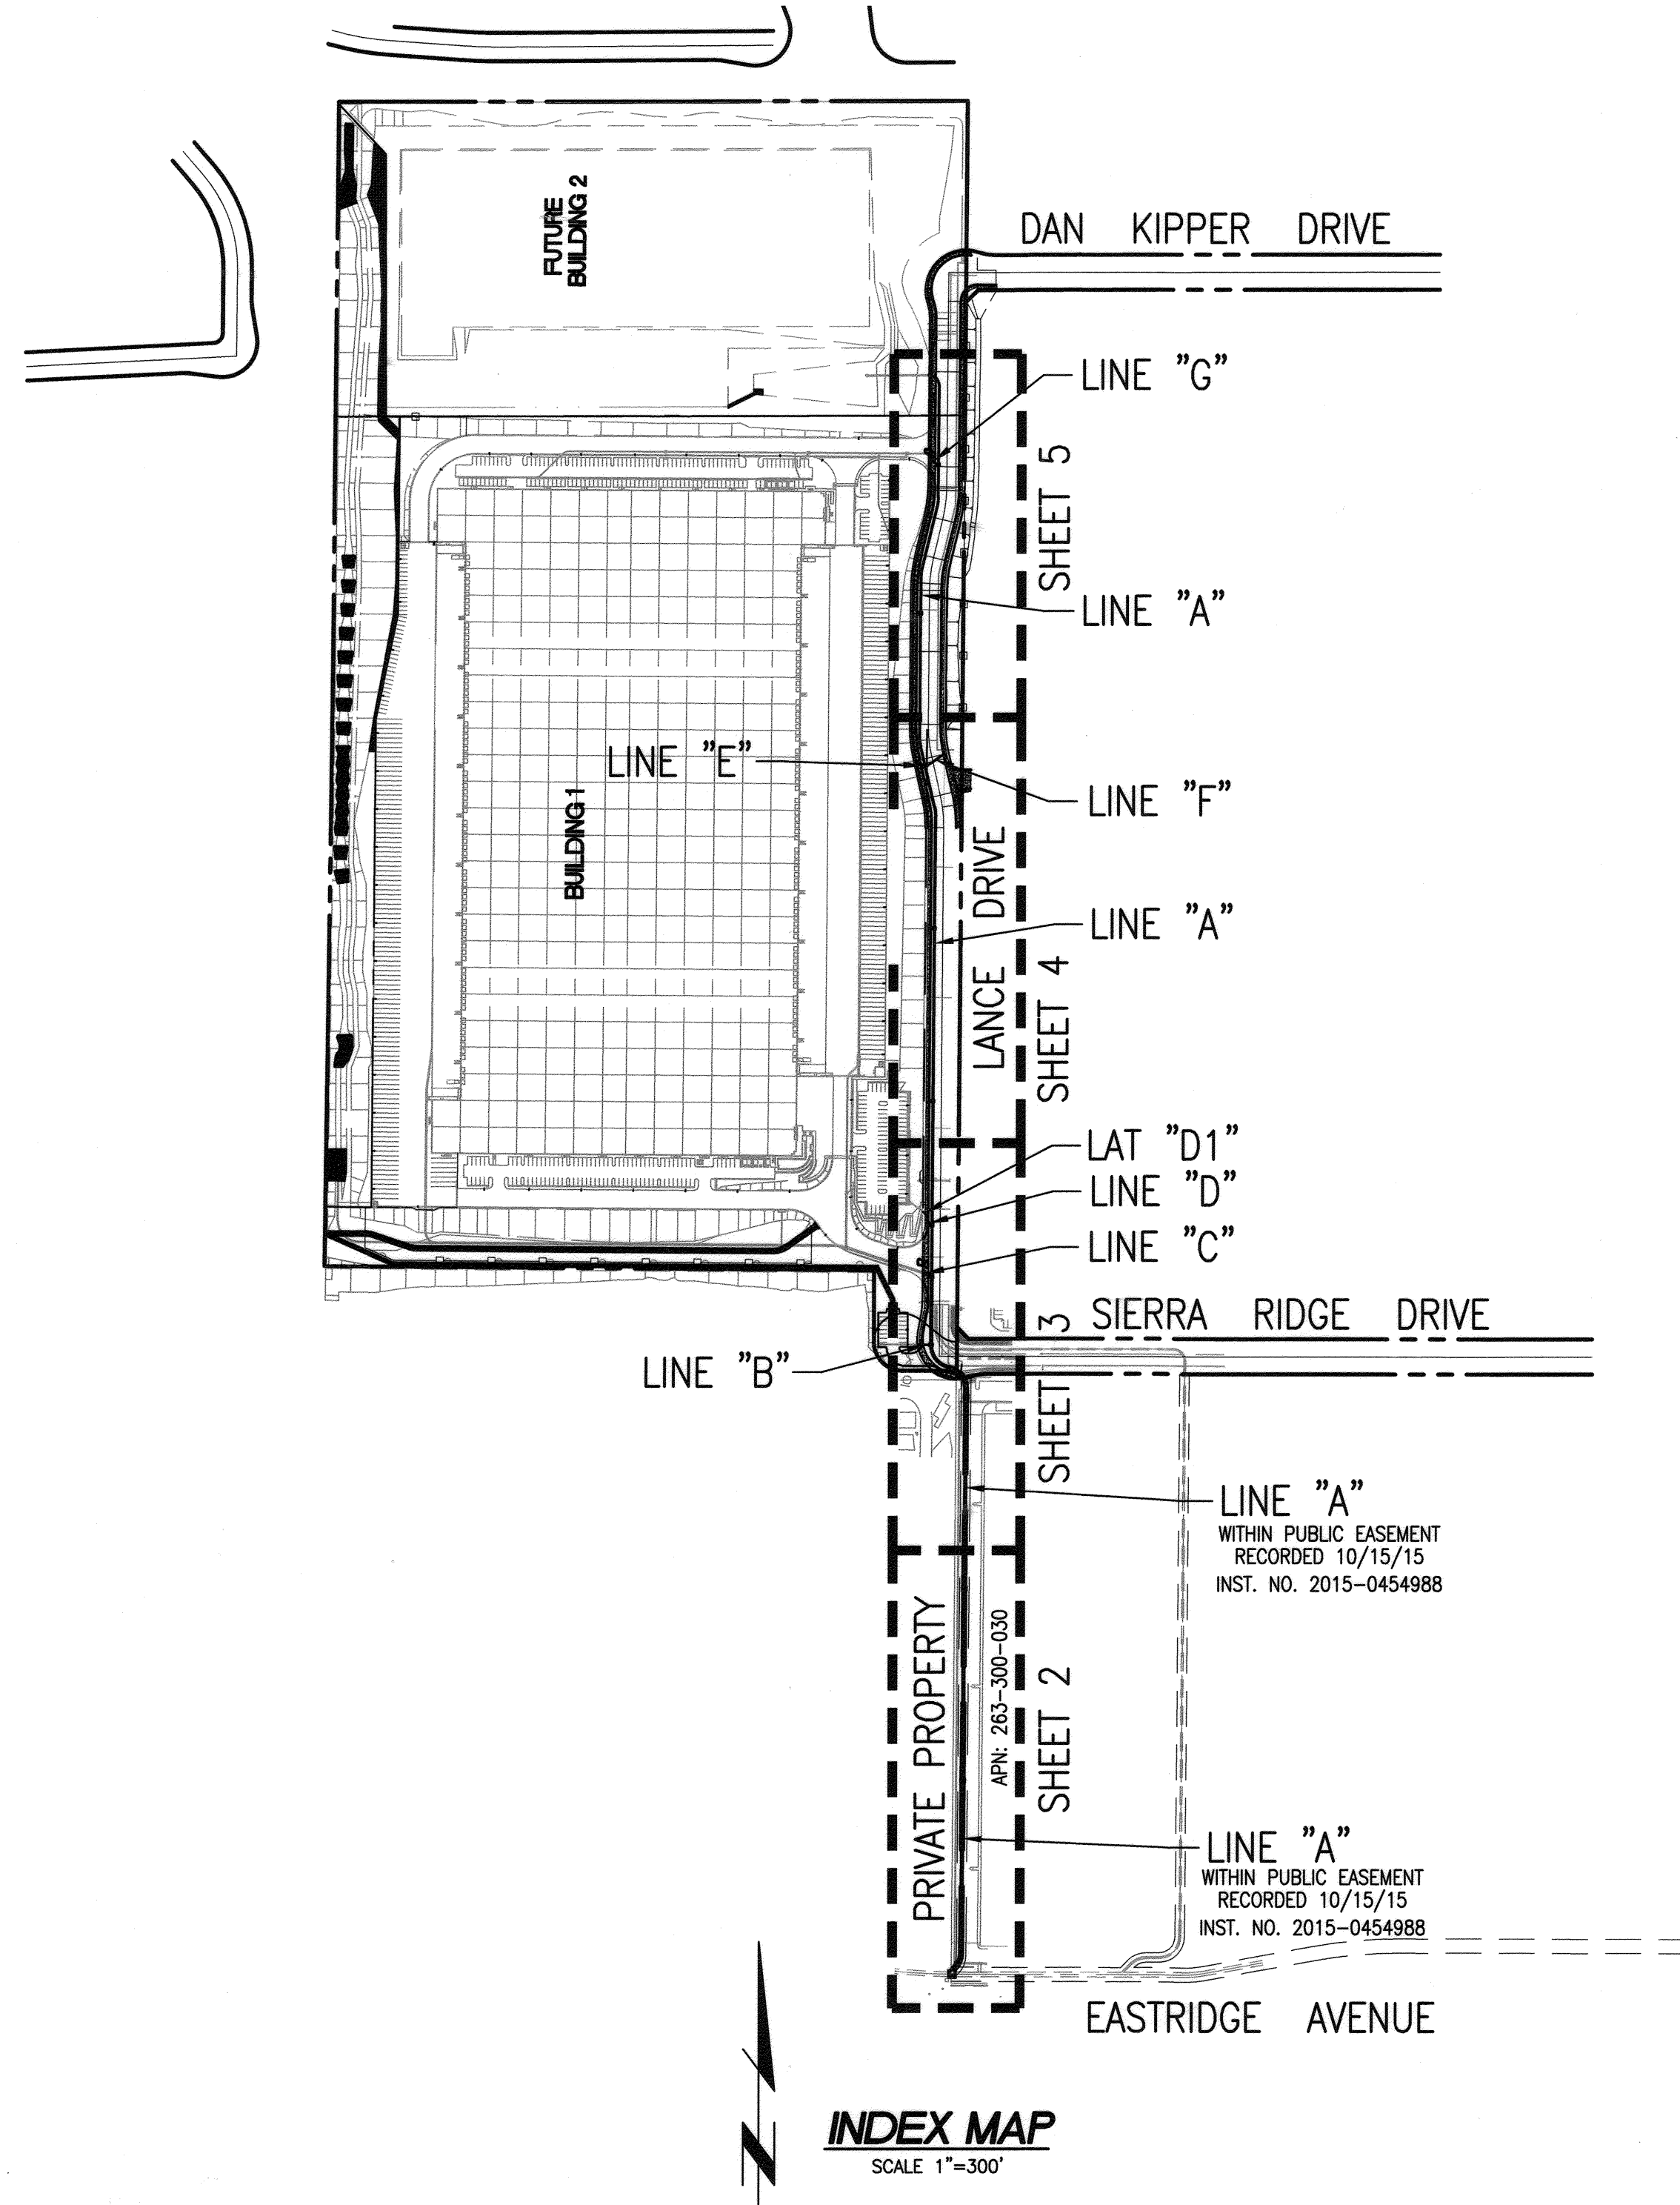 FUTURE
BUILDING 2
DAN KIPPER DRIVE
LINE "G"
SHEET 5
LINE "A"
LINE "E"
LINE "F"
BUILDING 1
LANCE DRIVE
LINE "A"
SHEET 4
LAT "D1"
LINE "D"
LINE "C"
SIERRA RIDGE DRIVE
SHEET 3
LINE "B"
LINE "A"
WITHIN PUBLIC EASEMENT
RECORDED 10/15/15
INST. NO. 2015-0454988
PRIVATE PROPERTY
APN: 263-300-030
SHEET 2
LINE "A"
WITHIN PUBLIC EASEMENT
RECORDED 10/15/15
INST. NO. 2015-0454988
EASTRIDGE AVENUE
N
INDEX MAP
SCALE 1"=300'